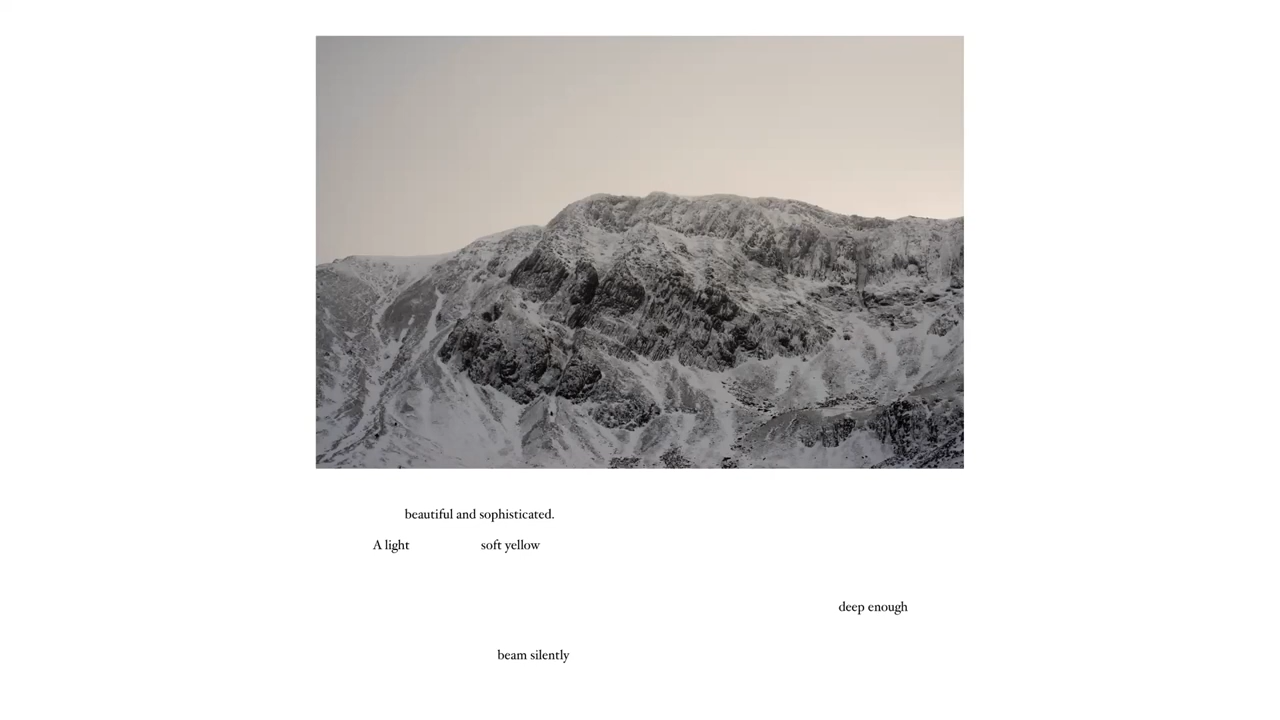 beautiful and sophisticated.
A light soft yellow
deep enough
beam silently